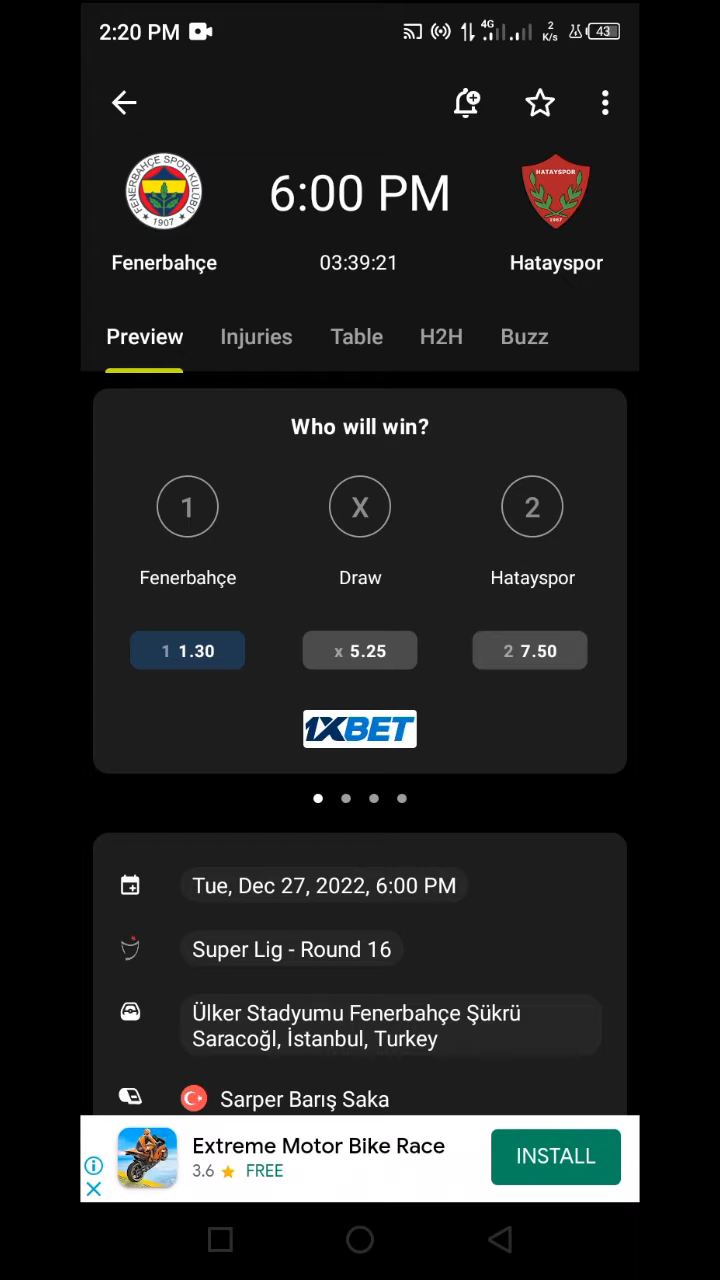 2:20 PM 4G 2 K/s 43
FENERBAHÇE SPOR KULÜBÜ
1907
6:00 PM
HATAYSPOR
1967
Fenerbahçe 03:39:21 Hatayspor
Preview Injuries Table H2H Buzz
Who will win?
1 X 2
Fenerbahçe Draw Hatayspor
1 1.30 x 5.25 2 7.50
1XBET
Tue, Dec 27, 2022, 6:00 PM
Super Lig - Round 16
Ülker Stadyumu Fenerbahçe Şükrü
Saracoğl, İstanbul, Turkey
Sarper Barış Saka
Extreme Motor Bike Race
3.6 ★ FREE
INSTALL